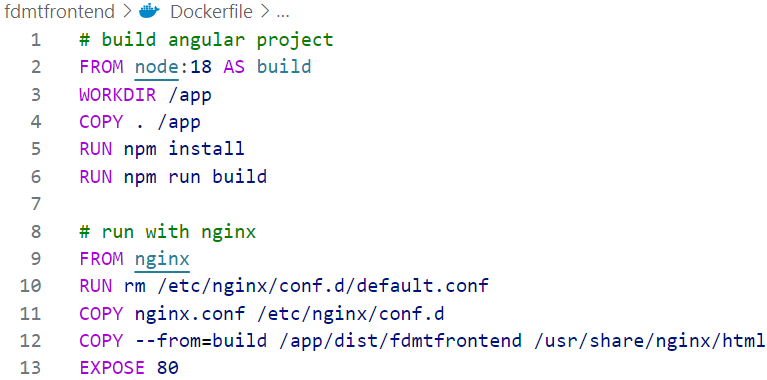 fdmtfrontend > Dockerfile > ...
1 # build angular project
2 FROM node:18 AS build
3 WORKDIR /app
4 COPY . /app
5 RUN npm install
6 RUN npm run build
7
8 # run with nginx
9 FROM nginx
10 RUN rm /etc/nginx/conf.d/default.conf
11 COPY nginx.conf /etc/nginx/conf.d
12 COPY --from=build /app/dist/fdmtfrontend /usr/share/nginx/html
13 EXPOSE 80